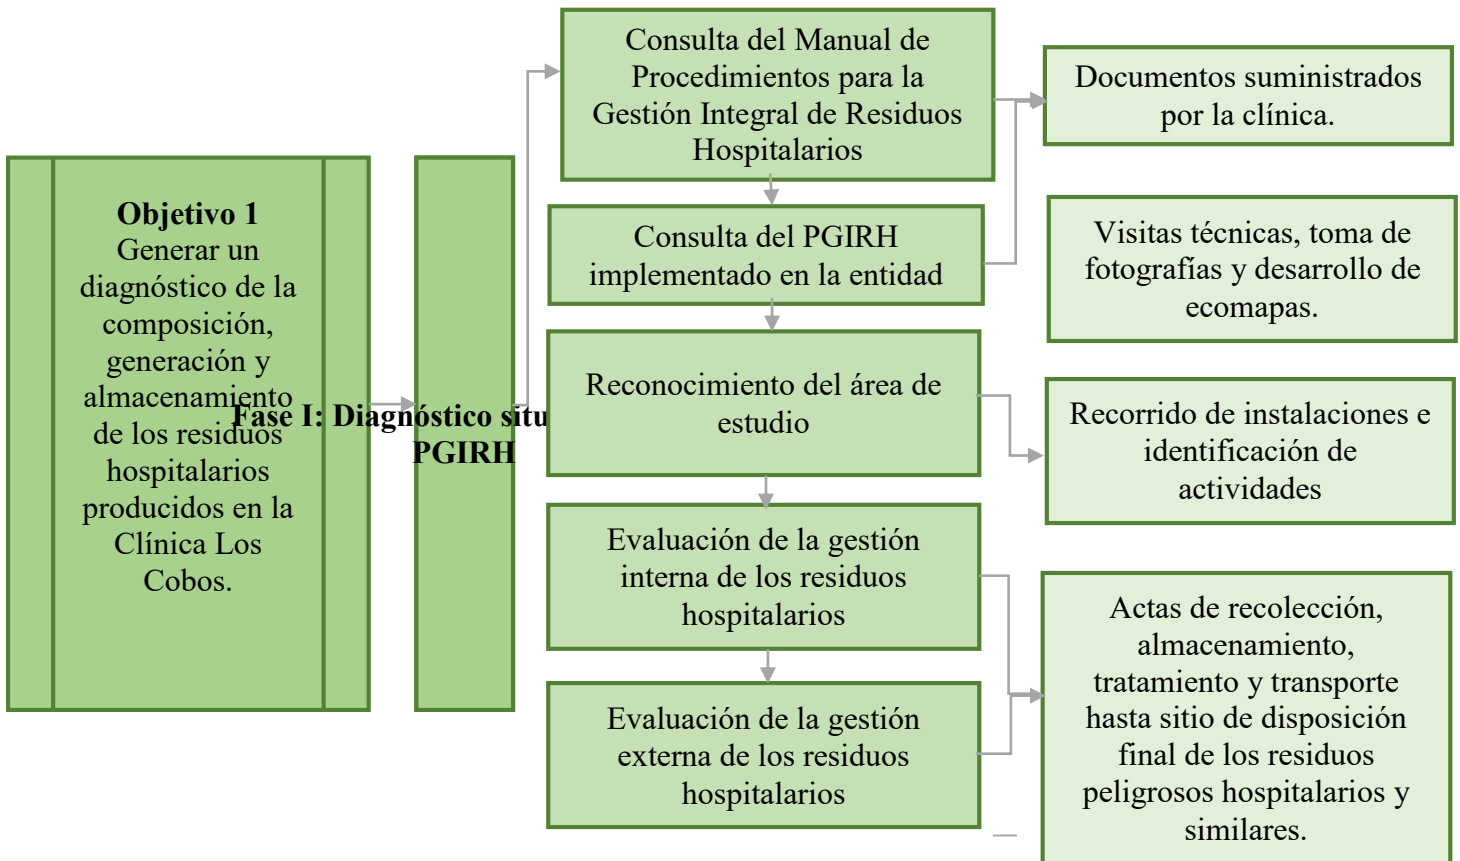 Objetivo 1
Generar un
diagnóstico de la
composición,
generación y
almacenamiento
de los residuos
hospitalarios
producidos en la
Clínica Los
Cobos.
Fase I: Diagnóstico situ
PGIRH
Consulta del Manual de
Procedimientos para la
Gestión Integral de Residuos
Hospitalarios
Consulta del PGIRH
implementado en la entidad
Reconocimiento del área de
estudio
Evaluación de la gestión
interna de los residuos
hospitalarios
Evaluación de la gestión
externa de los residuos
hospitalarios
Documentos suministrados
por la clínica.
Visitas técnicas, toma de
fotografías y desarrollo de
ecomapas.
Recorrido de instalaciones e
identificación de
actividades
Actas de recolección,
almacenamiento,
tratamiento y transporte
hasta sitio de disposición
final de los residuos
peligrosos hospitalarios y
similares.